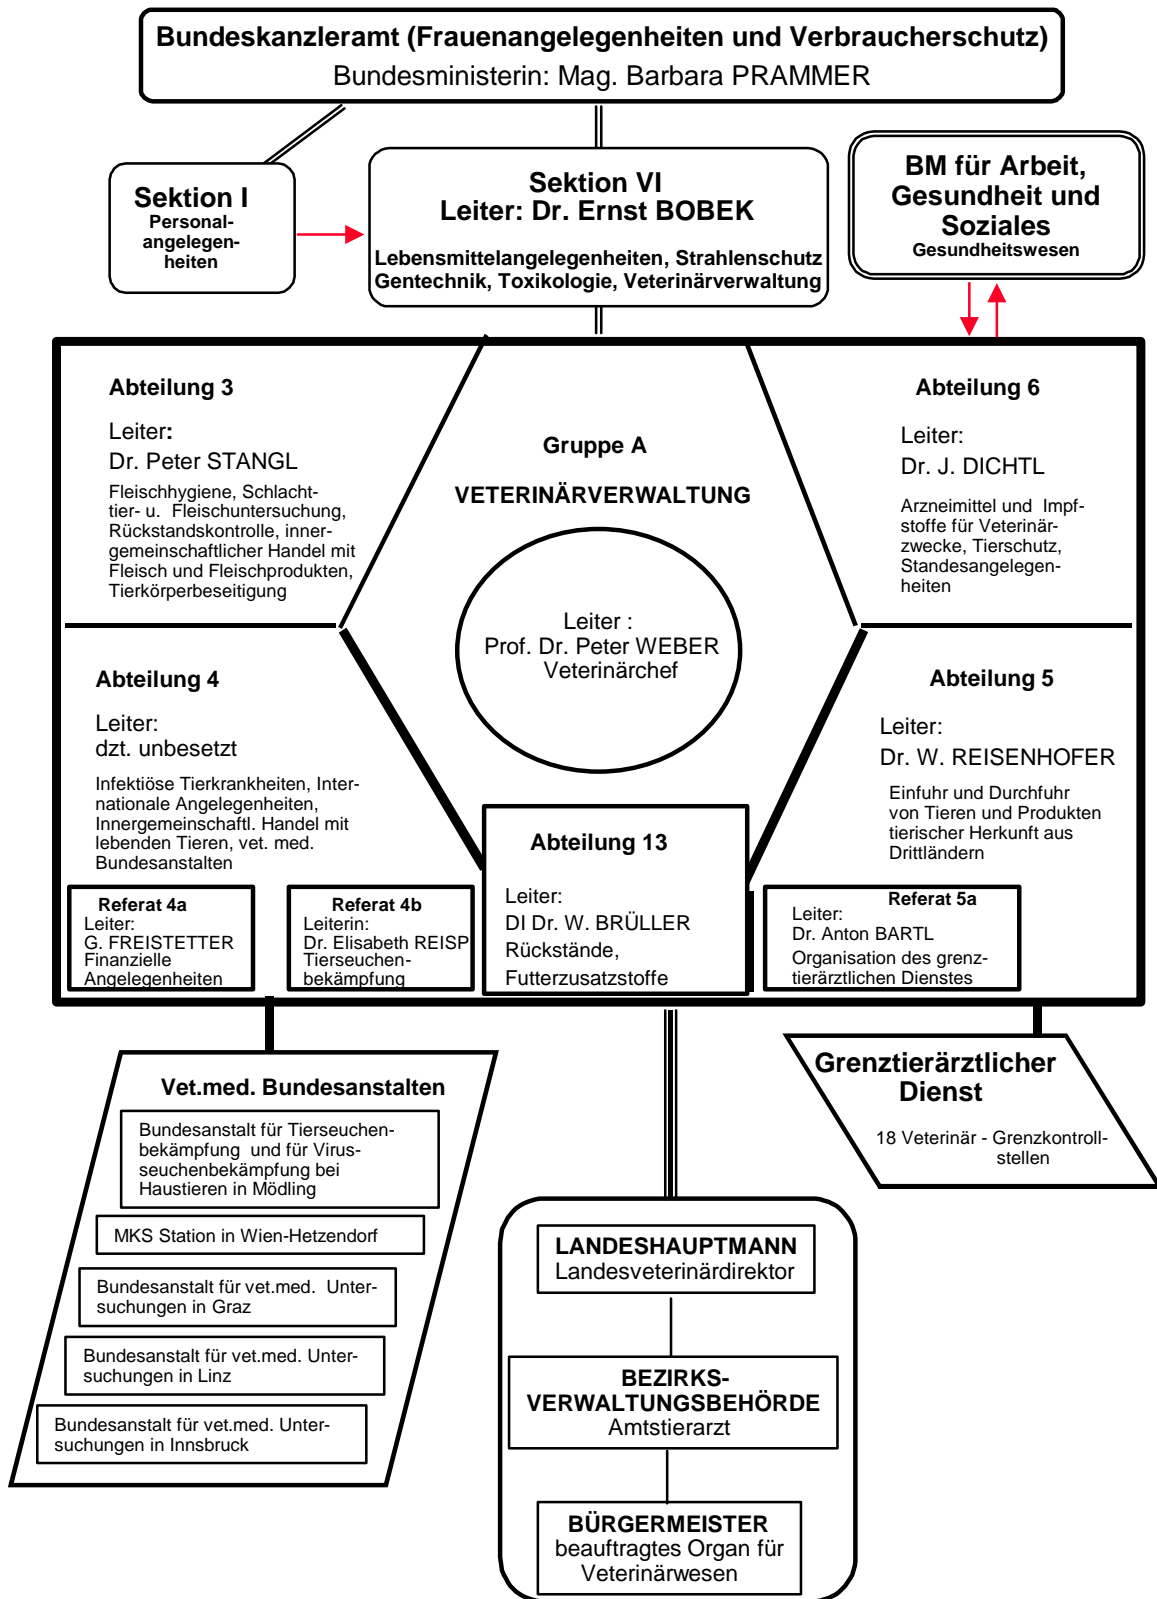 Bundeskanzleramt (Frauenangelegenheiten und Verbraucherschutz)
Bundesministerin: Mag. Barbara PRAMMER
Sektion I
Personal-
angelegen-
heiten
Sektion VI
Leiter: Dr. Ernst BOBEK
Lebensmittelangelegenheiten, Strahlenschutz
Gentechnik, Toxikologie, Veterinärverwaltung
BM für Arbeit,
Gesundheit und
Soziales
Gesundheitswesen
Abteilung 3
Leiter:
Dr. Peter STANGL
Fleischhygiene, Schlacht-
tier- u. Fleischuntersuchung,
Rückstandskontrolle, inner-
gemeinschaftlicher Handel mit
Fleisch und Fleischprodukten,
Tierkörperbeseitigung
Gruppe A
VETERINÄRVERWALTUNG
Leiter :
Prof. Dr. Peter WEBER
Veterinärchef
Abteilung 6
Leiter:
Dr. J. DICHTL
Arzneimittel und Impf-
stoffe für Veterinär-
zwecke, Tierschutz,
Standesangelegen-
heiten
Abteilung 4
Leiter:
dzt. unbesetzt
Infektiöse Tierkrankheiten, Inter-
nationale Angelegenheiten,
Innergemeinschaftl. Handel mit
lebenden Tieren, vet. med.
Bundesanstalten
Referat 4a
Leiter:
G. FREISTETTER
Finanzielle
Angelegenheiten
Referat 4b
Leiterin:
Dr. Elisabeth REISP
Tierseuchen-
bekämpfung
Abteilung 13
Leiter:
DI Dr. W. BRÜLLER
Rückstände,
Futterzusatzstoffe
Abteilung 5
Leiter:
Dr. W. REISENHOFER
Einfuhr und Durchfuhr
von Tieren und Produkten
tierischer Herkunft aus
Drittländern
Referat 5a
Leiter:
Dr. Anton BARTL
Organisation des grenz-
tierärztlichen Dienstes
Vet.med. Bundesanstalten
Bundesanstalt für Tierseuchen-
bekämpfung und für Virus-
seuchenbekämpfung bei
Haustieren in Mödling
MKS Station in Wien-Hetzendorf
Bundesanstalt für vet.med. Unter-
suchungen in Graz
Bundesanstalt für vet.med. Unter-
suchungen in Linz
Bundesanstalt für vet.med. Unter-
suchungen in Innsbruck
Grenztierärztlicher
Dienst
18 Veterinär - Grenzkontroll-
stellen
LANDESHAUPTMANN
Landesveterinärdirektor
BEZIRKS-
VERWALTUNGSBEHÖRDE
Amtstierarzt
BÜRGERMEISTER
beauftragtes Organ für
Veterinärwesen